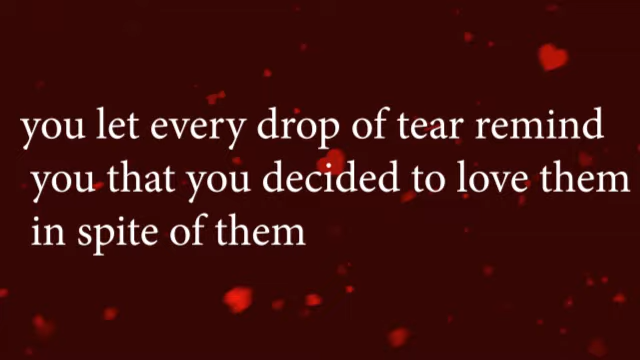 you let every drop of tear remind
you that you decided to love them
in spite of them